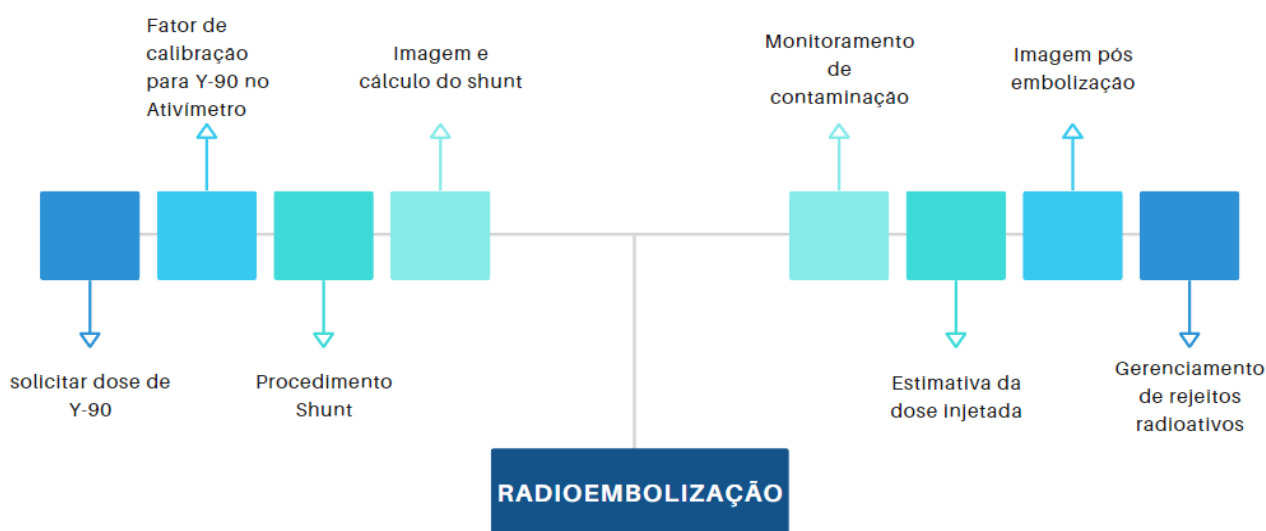 Fator de
calibração
para Y-90 no
Ativímetro
Imagem e
cálculo do shunt
Monitoramento
de
contaminação
Imagem pós
embolização
solicitar dose de
Y-90
Procedimento
Shunt
Estimativa da
dose injetada
Gerenciamento
de rejeitos
radioativos
RADIOEMBOLIZAÇÃO